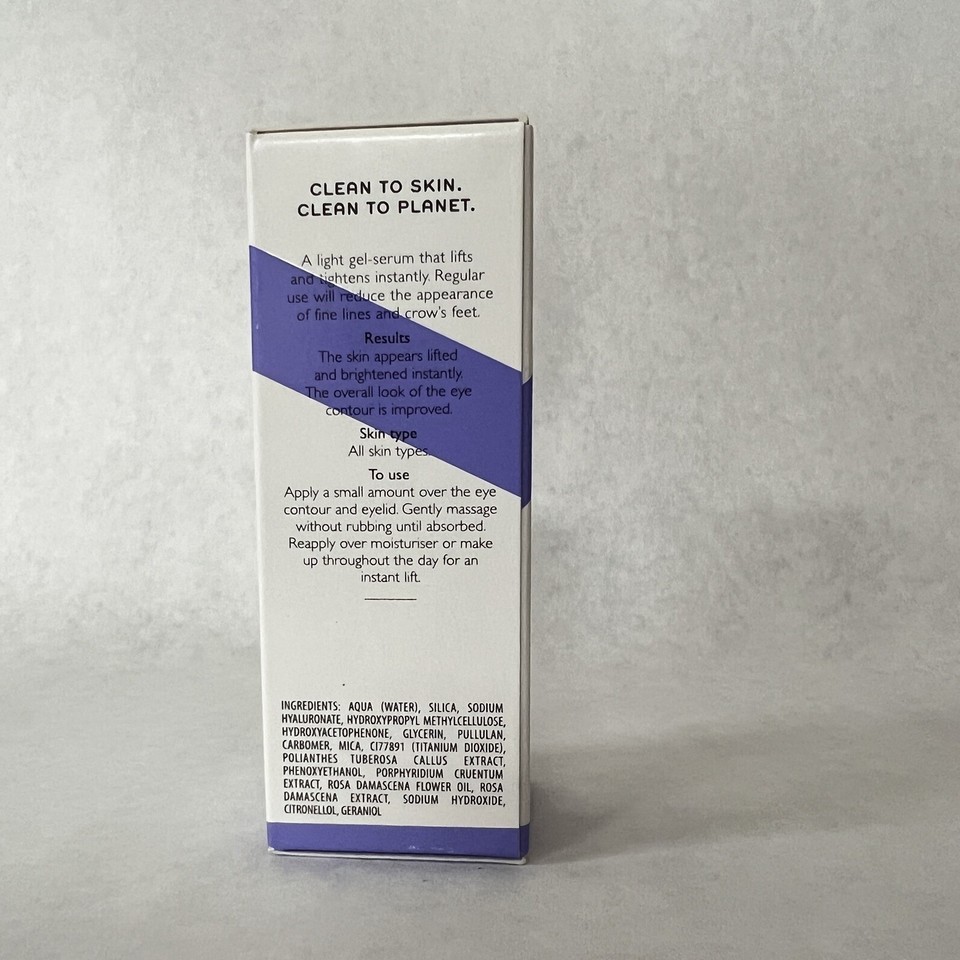 CLEAN TO SKIN.
CLEAN TO PLANET.
A light gel-serum that lifts
and tightens instantly. Regular
use will reduce the appearance
of fine lines and crow's feet.
Results
The skin appears lifted
and brightened instantly.
The overall look of the eye
contour is improved.
Skin type
All skin types.
To use
Apply a small amount over the eye
contour and eyelid. Gently massage
without rubbing until absorbed.
Reapply over moisturiser or make
up throughout the day for an
instant lift.
INGREDIENTS: AQUA (WATER), SILICA, SODIUM
HYALURONATE, HYDROXYPROPYL METHYLCELLULOSE,
HYDROXYACETOPHENONE, GLYCERIN, PULLULAN,
CARBOMER, MICA, CI77891 (TITANIUM DIOXIDE),
POLIANTHES TUBEROSA CALLUS EXTRACT,
PHENOXYETHANOL, PORPHYRIDIUM CRUENTUM
EXTRACT, ROSA DAMASCENA FLOWER OIL, ROSA
DAMASCENA EXTRACT, SODIUM HYDROXIDE,
CITRONELLOL, GERANIOL